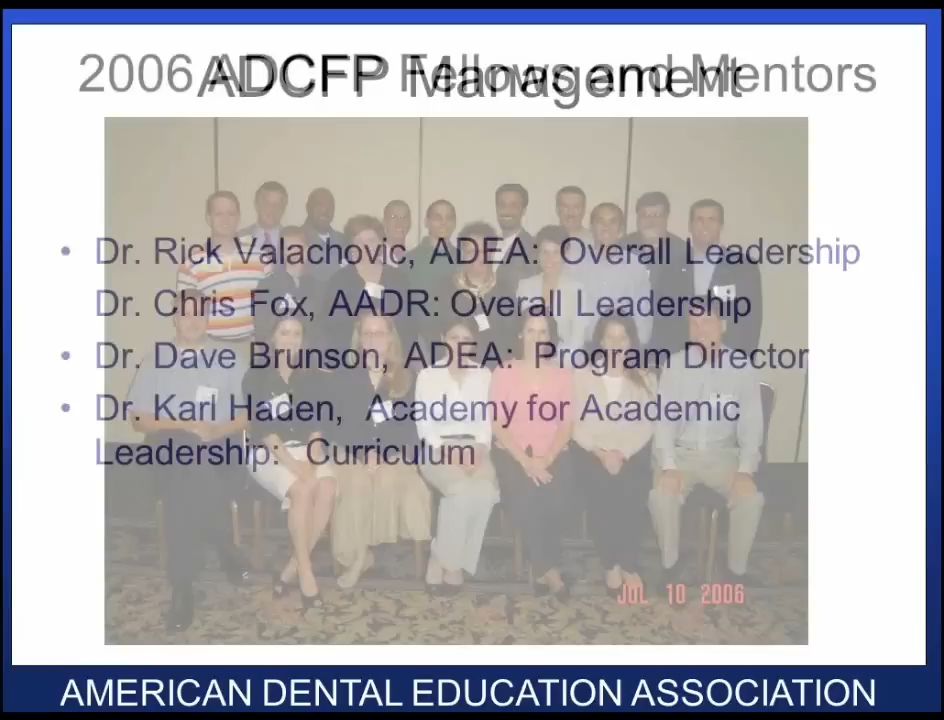 2006 ADCFP Fellows and Mentors
ADCFP Management
• Dr. Rick Valachovic, ADEA: Overall Leadership
Dr. Chris Fox, AADR: Overall Leadership
• Dr. Dave Brunson, ADEA: Program Director
• Dr. Karl Haden, Academy for Academic
Leadership: Curriculum
JUL 10 2006
AMERICAN DENTAL EDUCATION ASSOCIATION